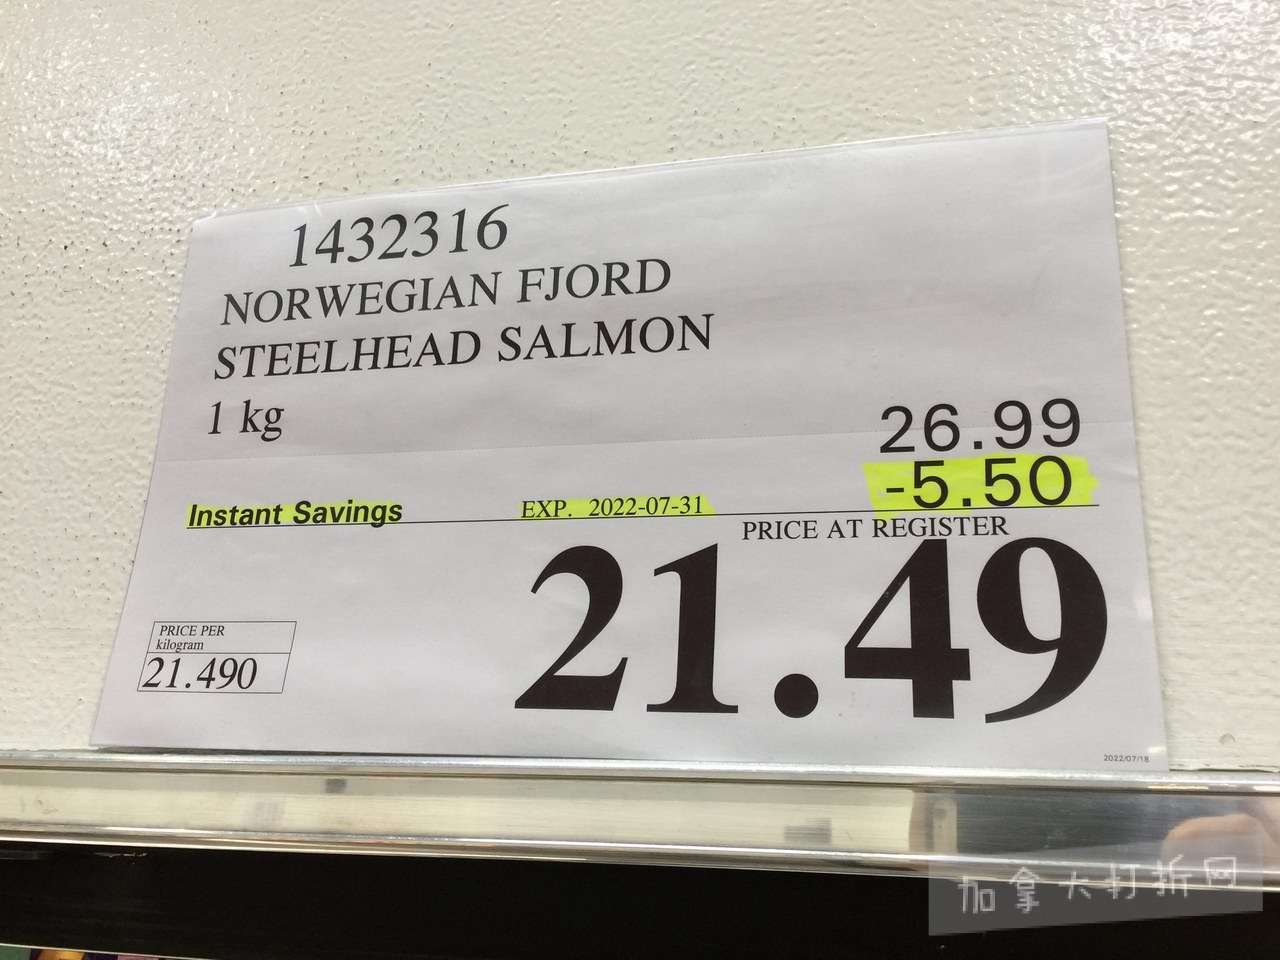 1432316
NORWEGIAN FJORD
STEELHEAD SALMON
1 kg
26.99
-5.50
Instant Savings EXP. 2022-07-31
PRICE AT REGISTER
21.49
PRICE PER
kilogram
21.490
2022/07/18
加拿大打折网